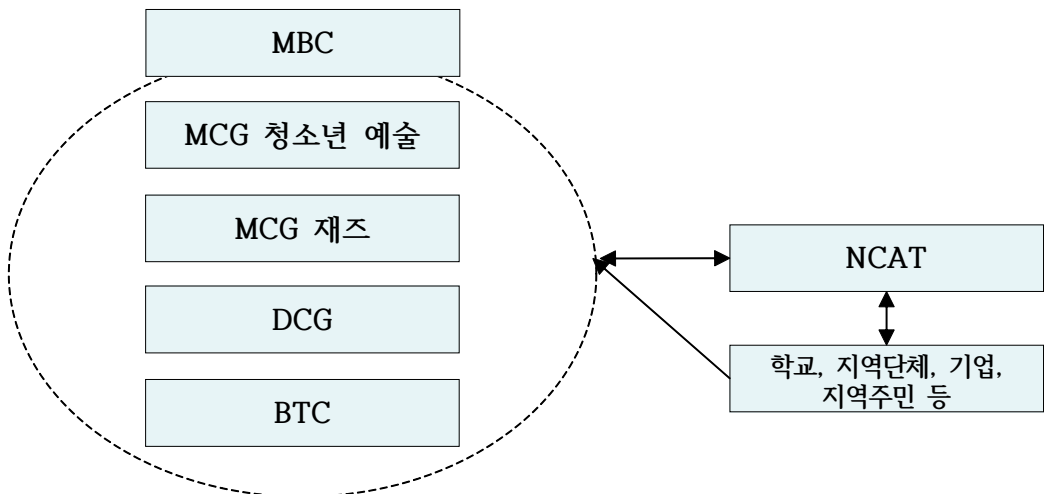 MBC
MCG 청소년 예술
MCG 재즈
DCG
BTC
NCAT
학교, 지역단체, 기업,
지역주민 등